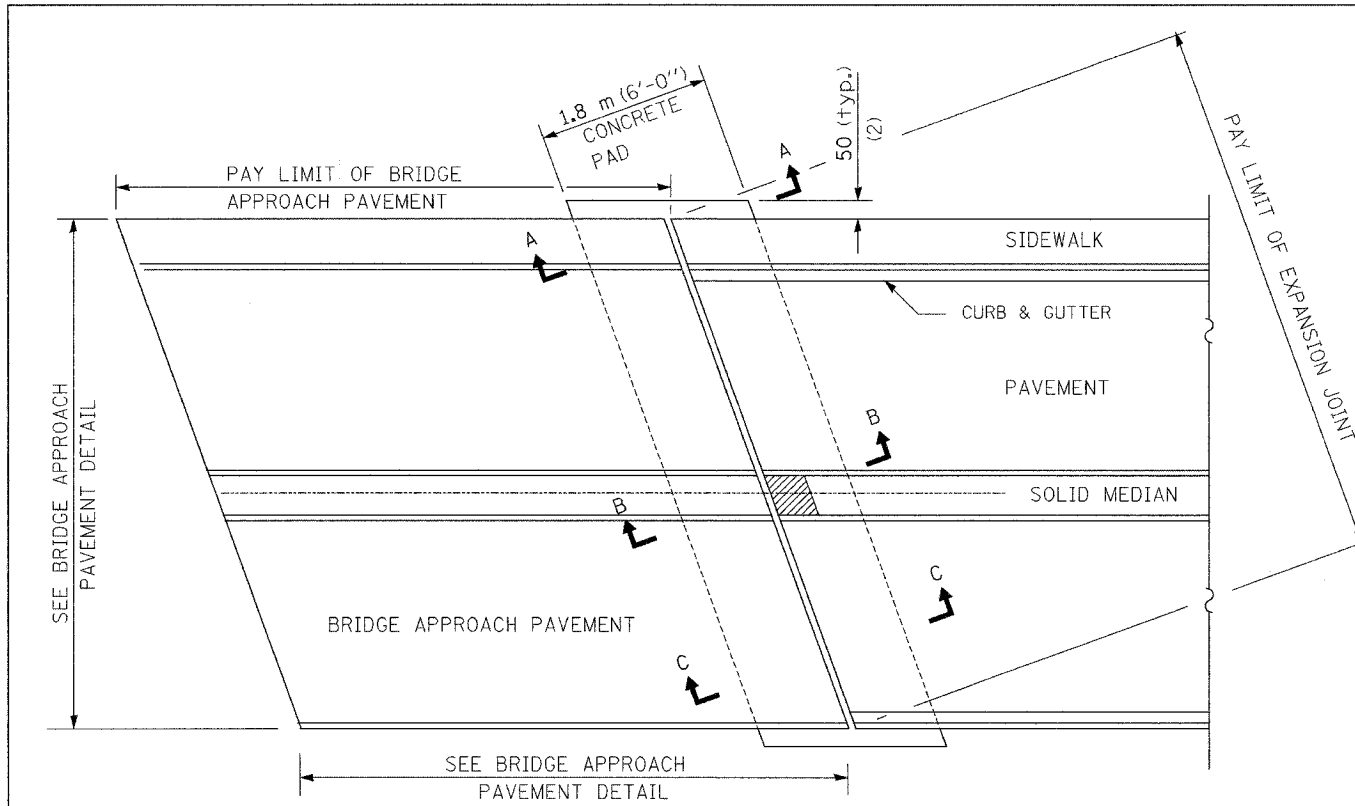 1.8 m (6'-0")
CONCRETE
PAD
50 (typ.)
(2)
A
PAY LIMIT OF BRIDGE
APPROACH PAVEMENT
PAY LIMIT OF EXPANSION JOINT
A
SIDEWALK
CURB & GUTTER
SEE BRIDGE APPROACH
PAVEMENT DETAIL
PAVEMENT
B
B
SOLID MEDIAN
C
BRIDGE APPROACH PAVEMENT
C
SEE BRIDGE APPROACH
PAVEMENT DETAIL